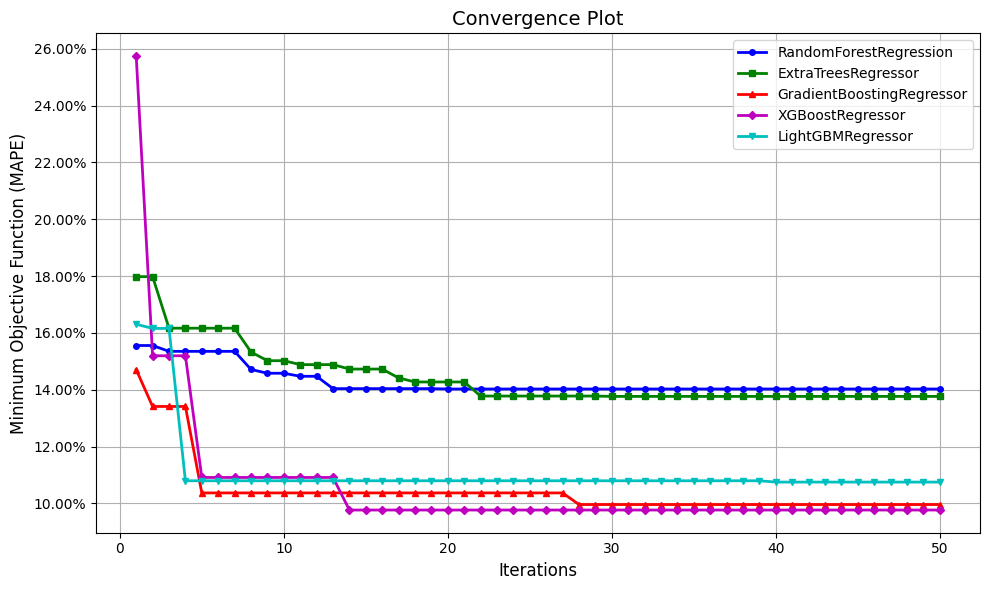 Convergence Plot
Minimum Objective Function (MAPE)
26.00%
24.00%
22.00%
20.00%
18.00%
16.00%
14.00%
12.00%
10.00%
RandomForestRegression
ExtraTreesRegressor
GradientBoostingRegressor
XGBoostRegressor
LightGBMRegressor
0 10 20 30 40 50
Iterations